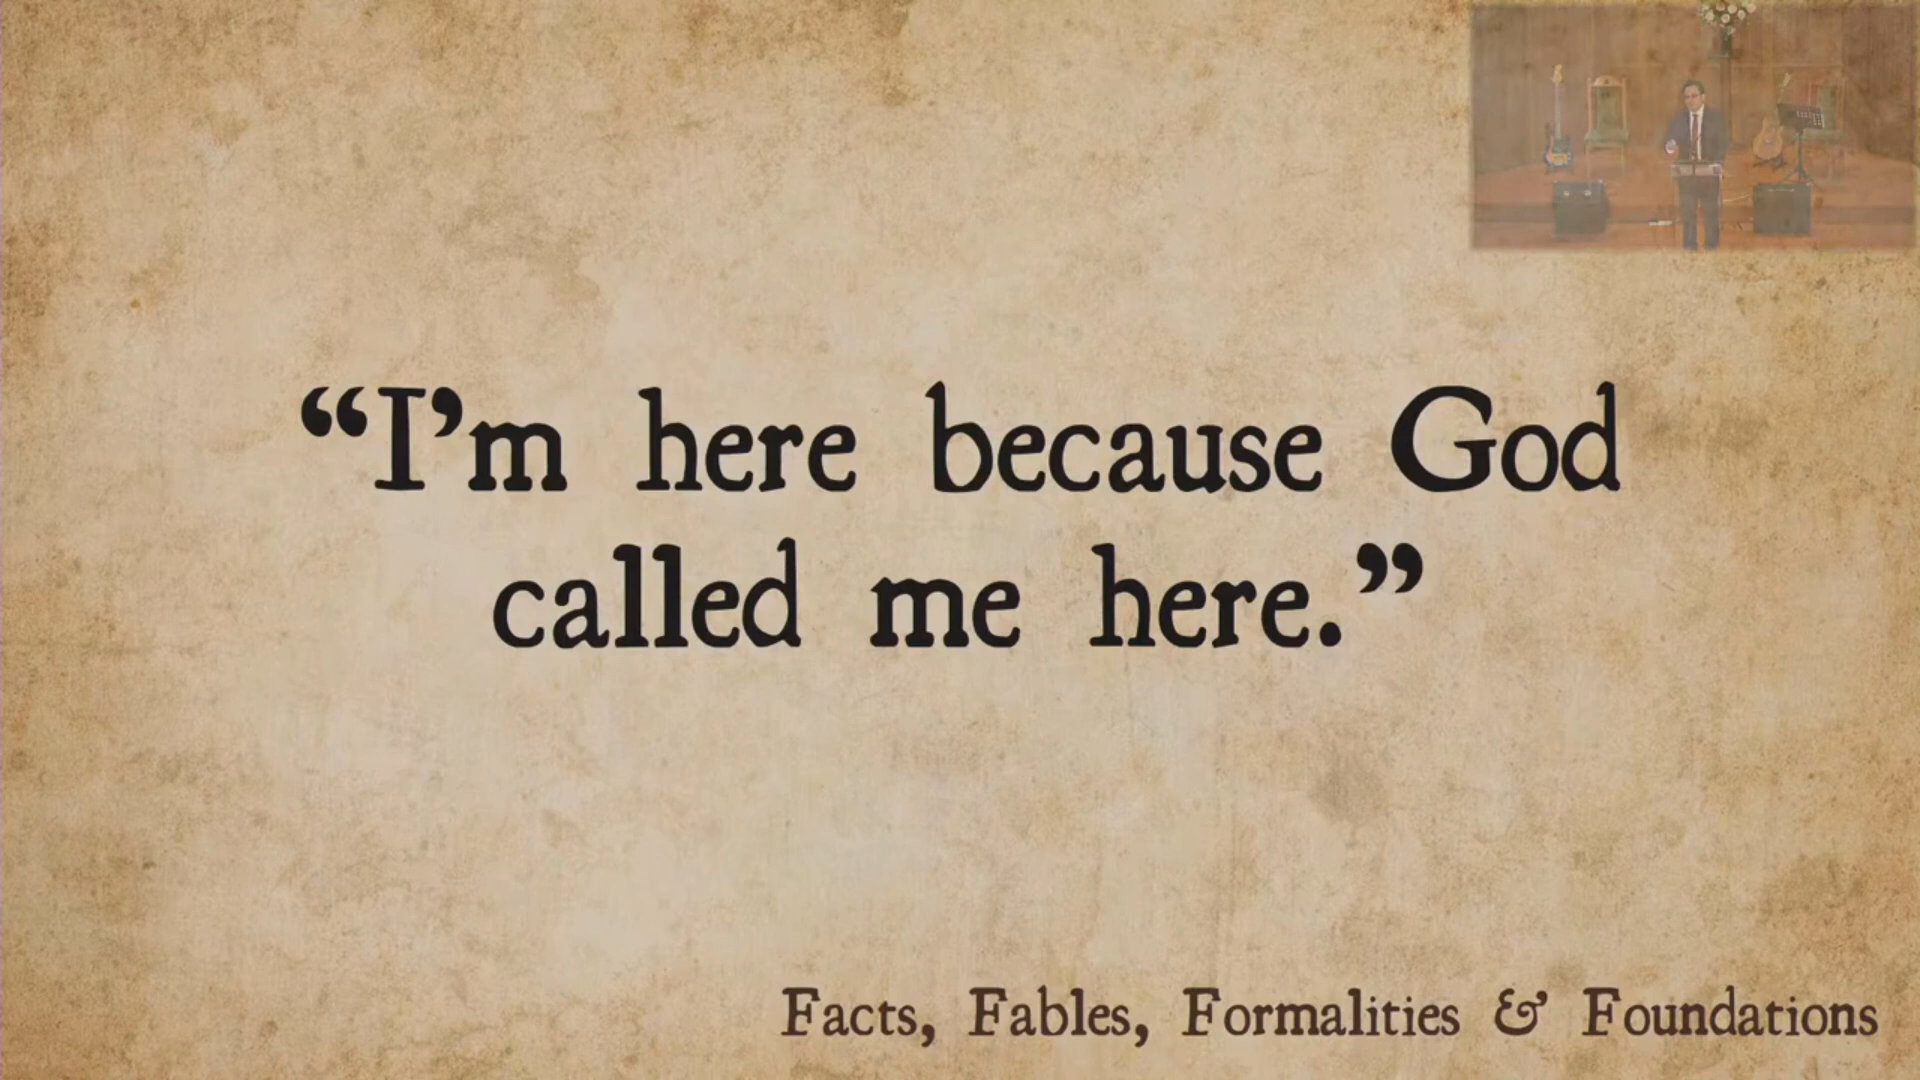 “I’m here because God
called me here.”
Facts, Fables, Formalities & Foundations